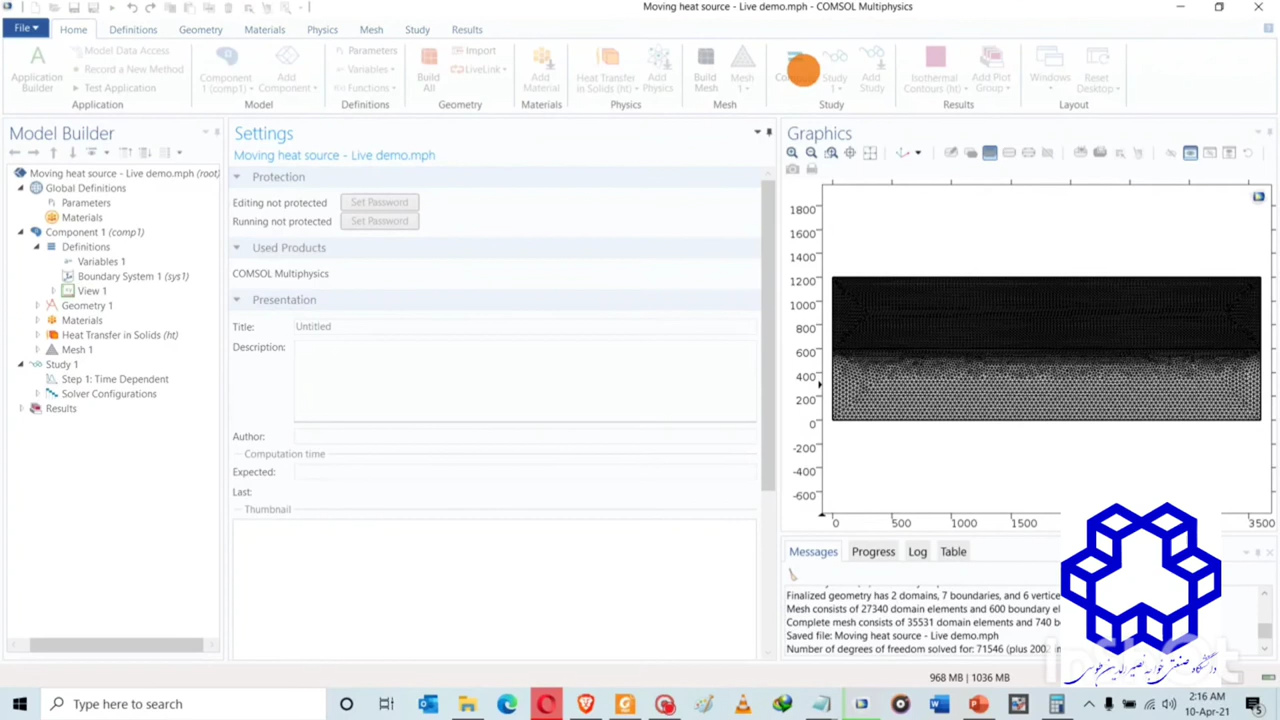 Moving heat source - Live demo.mph - COMSOL Multiphysics
File
Home
Definitions
Geometry
Materials
Physics
Mesh
Study
Results
Application Builder
Model Data Access
Record a New Method
Test Application
Application
Component 1 (comp1)
Add Component
Model
Parameters
Variables
Functions
Definitions
Build All
Import
LiveLink
Geometry
Add Material
Materials
Heat Transfer in Solids (ht)
Add Physics
Physics
Build Mesh
Mesh 1
Mesh
Study 1
Add Study
Study
Isothermal Contours (ht)
Add Plot Group
Results
Windows
Reset Desktop
Layout
Model Builder
Moving heat source - Live demo.mph (root)
Global Definitions
Parameters
Materials
Component 1 (comp1)
Definitions
Variables 1
Boundary System 1 (sys1)
View 1
Geometry 1
Materials
Heat Transfer in Solids (ht)
Mesh 1
Study 1
Step 1: Time Dependent
Solver Configurations
Results
Settings
Moving heat source - Live demo.mph
Protection
Editing not protected
Set Password
Running not protected
Set Password
Used Products
COMSOL Multiphysics
Presentation
Title:
Untitled
Description:
Author:
Computation time
Expected:
Last:
Thumbnail
Graphics
1800
1600
1400
1200
1000
800
600
400
200
0
-200
-400
-600
0 500 1000 1500 3500
Messages
Progress
Log
Table
Finalized geometry has 2 domains, 7 boundaries, and 6 vertice
Mesh consists of 27340 domain elements and 600 boundary el
Complete mesh consists of 35531 domain elements and 740 b
Saved file: Moving heat source - Live demo.mph
Number of degrees of freedom solved for: 71546 (plus 200
968 MB | 1036 MB
Type here to search
2:16 AM
10-Apr-21
5